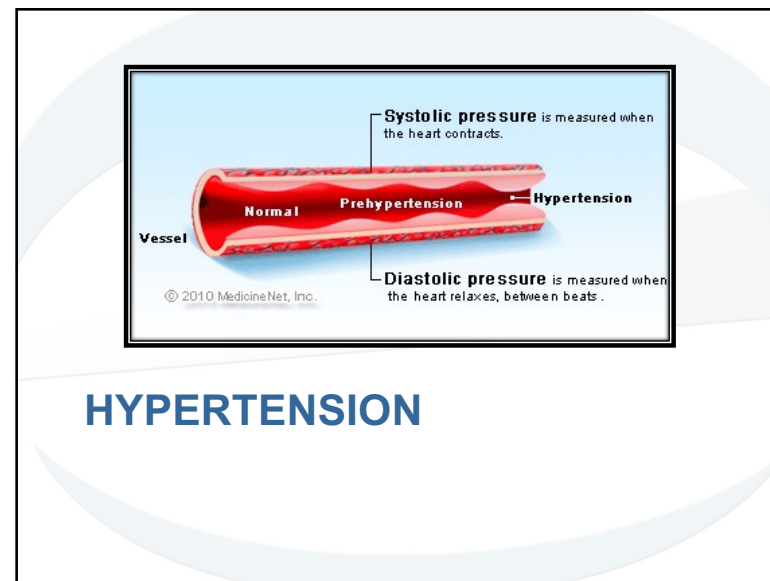 Systolic pressure is measured when
the heart contracts.
Normal
Prehypertension
Hypertension
Vessel
Diastolic pressure is measured when
the heart relaxes, between beats .
© 2010 MedicineNet, Inc.
HYPERTENSION